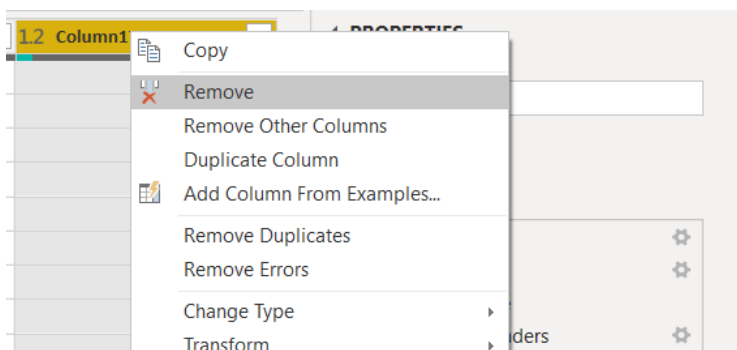 1.2 Column1
PROPERTIES
Copy
Remove
Remove Other Columns
Duplicate Column
Add Column From Examples...
Remove Duplicates
Remove Errors
Change Type
Transform